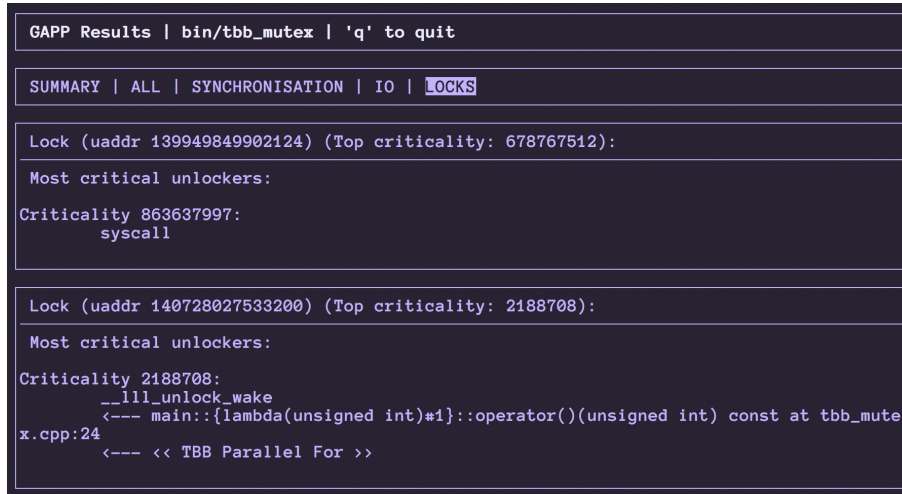 GAPP Results | bin/tbb_mutex | 'q' to quit
SUMMARY | ALL | SYNCHRONISATION | IO | LOCKS
Lock (uaddr 139949849902124) (Top criticality: 678767512):
Most critical unlockers:
Criticality 863637997:
syscall
Lock (uaddr 140728027533200) (Top criticality: 2188708):
Most critical unlockers:
Criticality 2188708:
__lll_unlock_wake
<--- main::{lambda(unsigned int)#1}::operator()(unsigned int) const at tbb_mute
x.cpp:24
<--- << TBB Parallel For >>